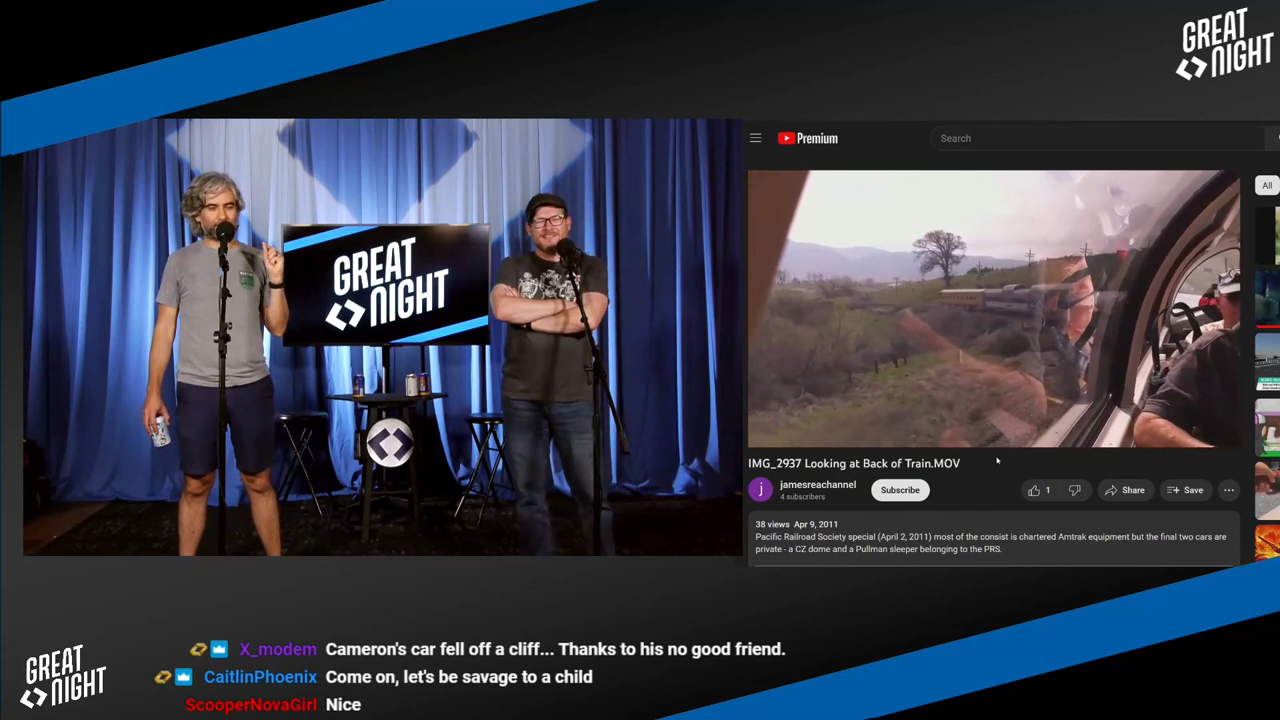 GREAT
NIGHT
Premium
Search
All
GREAT
NIGHT
IMG_2937 Looking at Back of Train.MOV
j
jamesreachannel
4 subscribers
Subscribe
1
Share
Save
38 views Apr 9, 2011
Pacific Railroad Society special (April 2, 2011) most of the consist is chartered Amtrak equipment but the final two cars are
private - a CZ dome and a Pullman sleeper belonging to the PRS.
GREAT
NIGHT
X_modem Cameron's car fell off a cliff... Thanks to his no good friend.
CaitlinPhoenix Come on, let's be savage to a child
ScooperNovaGirl Nice